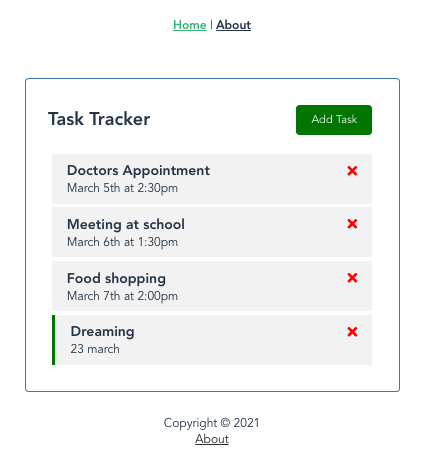 Home | About
Task Tracker
Add Task
Doctors Appointment
March 5th at 2:30pm
Meeting at school
March 6th at 1:30pm
Food shopping
March 7th at 2:00pm
Dreaming
23 march
Copyright © 2021
About